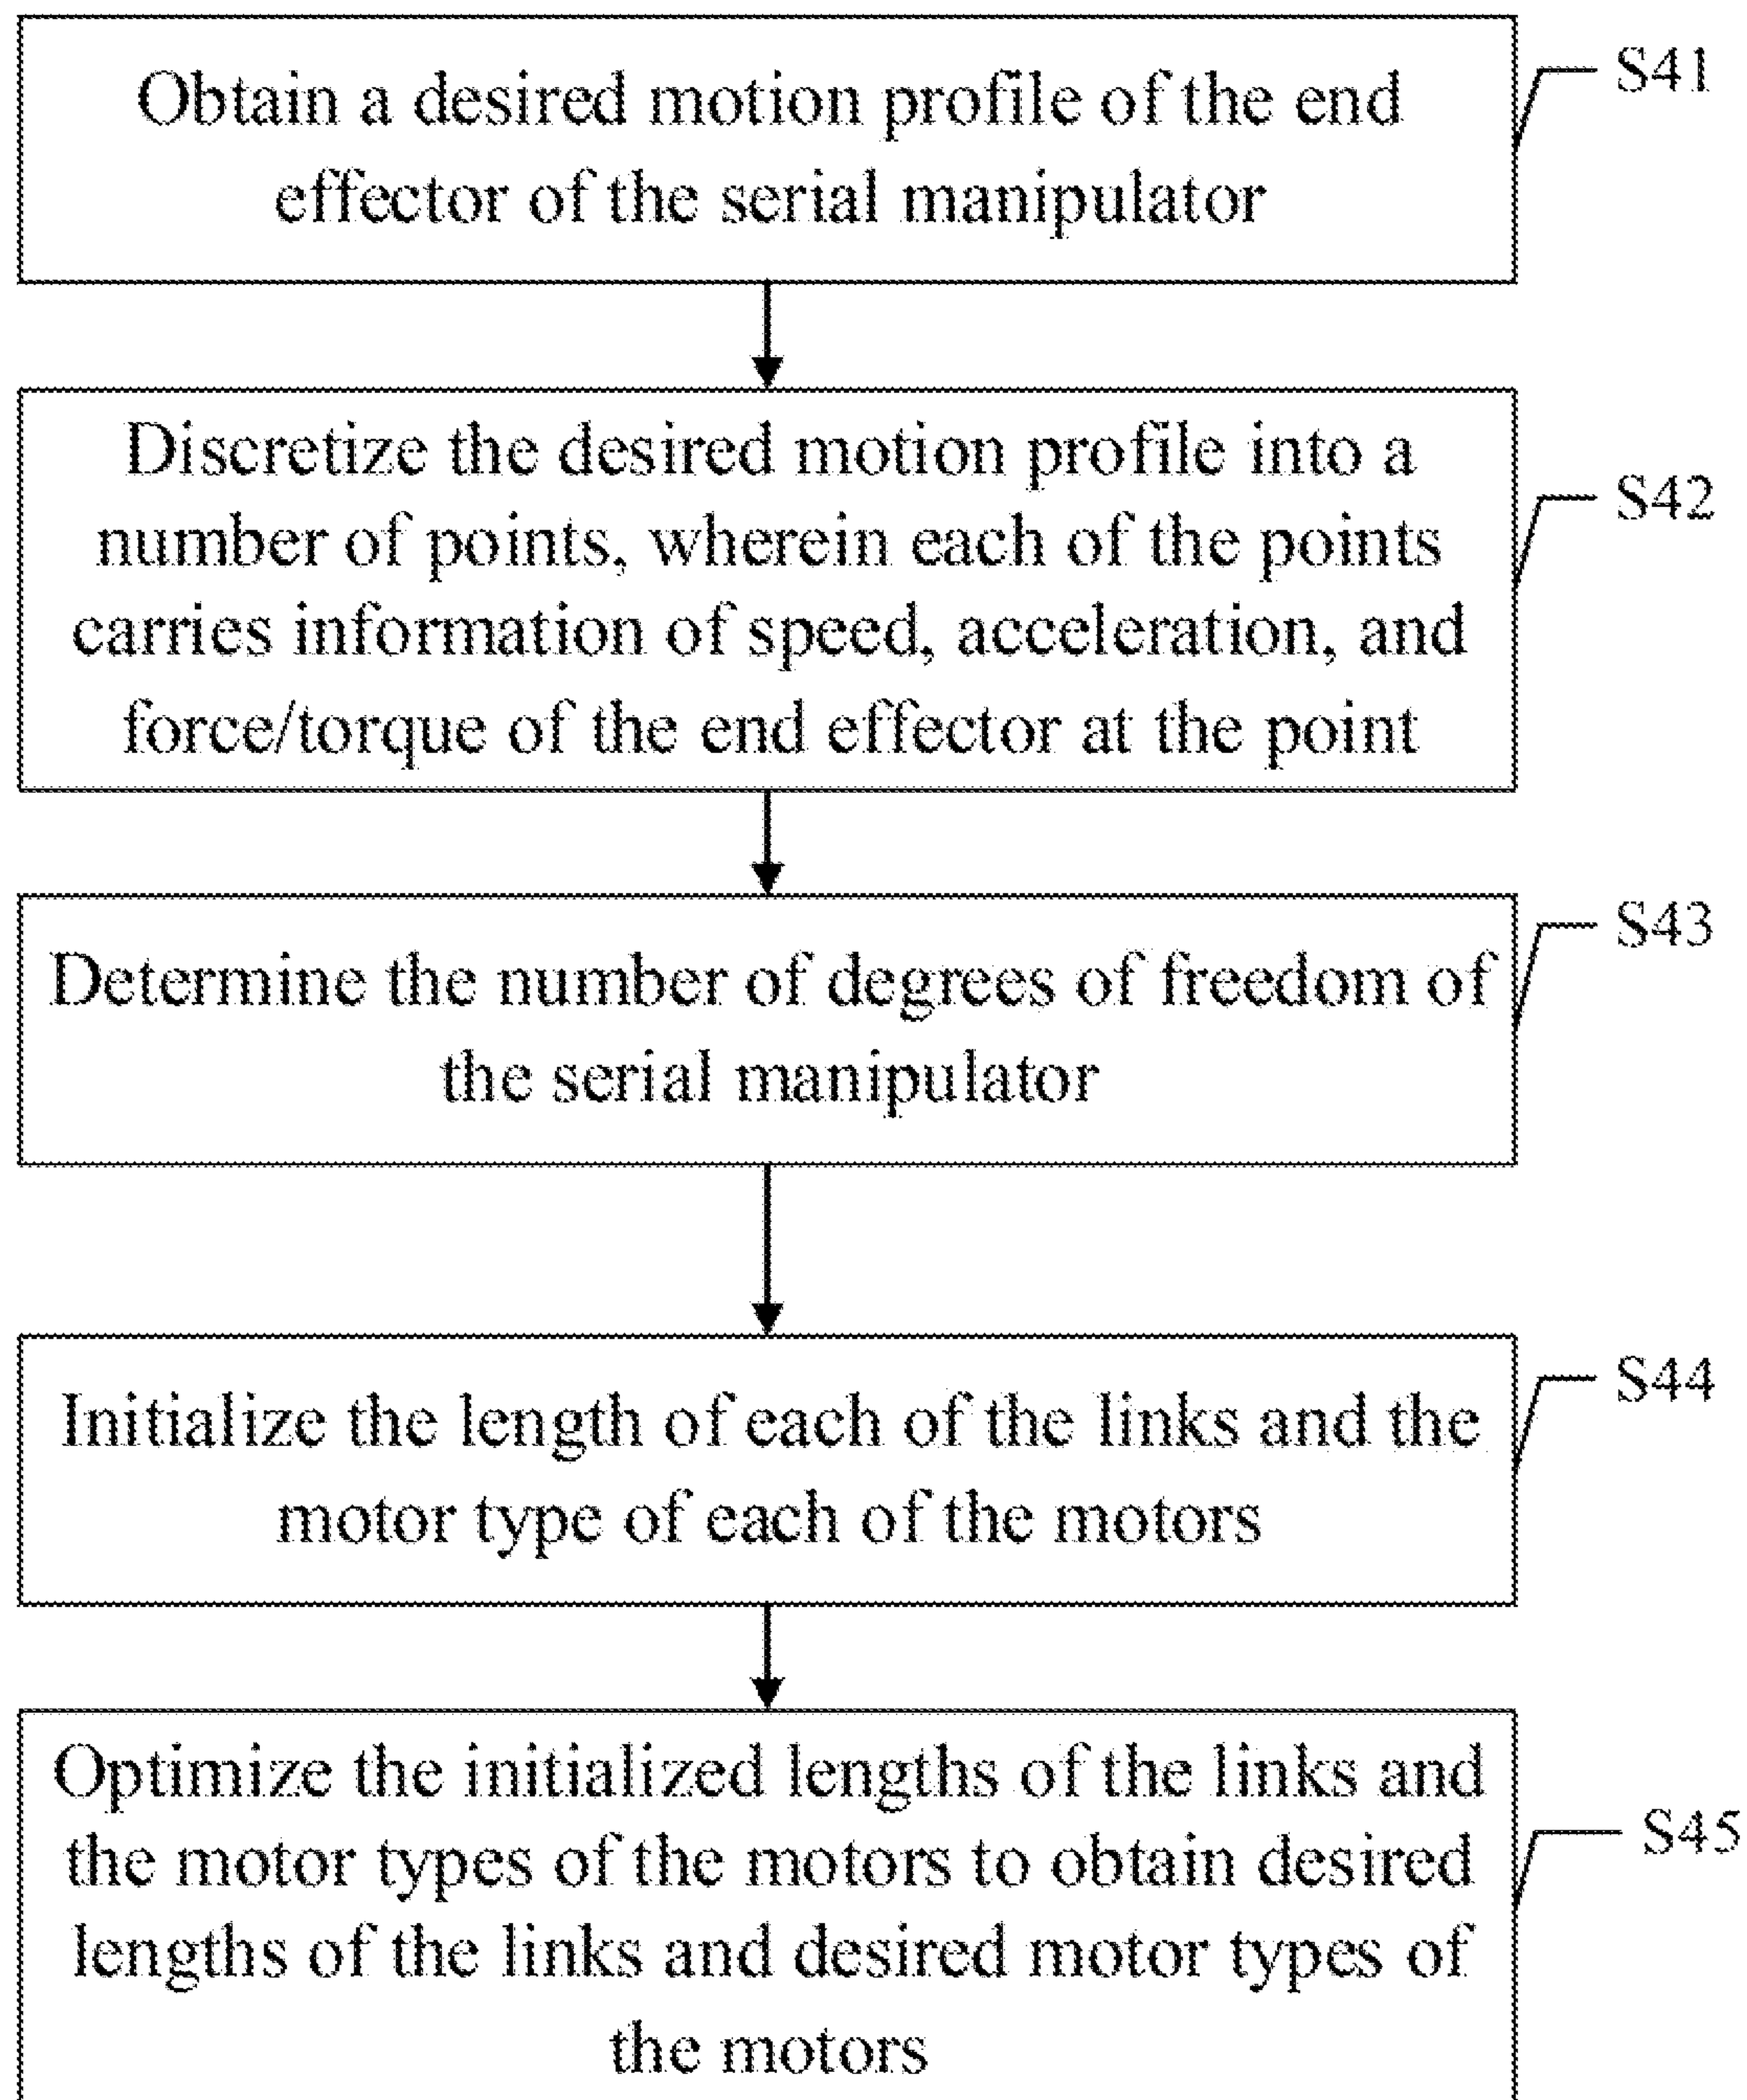 Obtain a desired motion profile of the end
effector of the serial manipulator
S41
Discretize the desired motion profile into a
number of points, wherein each of the points
carries information of speed, acceleration, and
force/torque of the end effector at the point
S42
Determine the number of degrees of freedom of
the serial manipulator
S43
Initialize the length of each of the links and the
motor type of each of the motors
S44
Optimize the initialized lengths of the links and
the motor types of the motors to obtain desired
lengths of the links and desired motor types of
the motors
S45